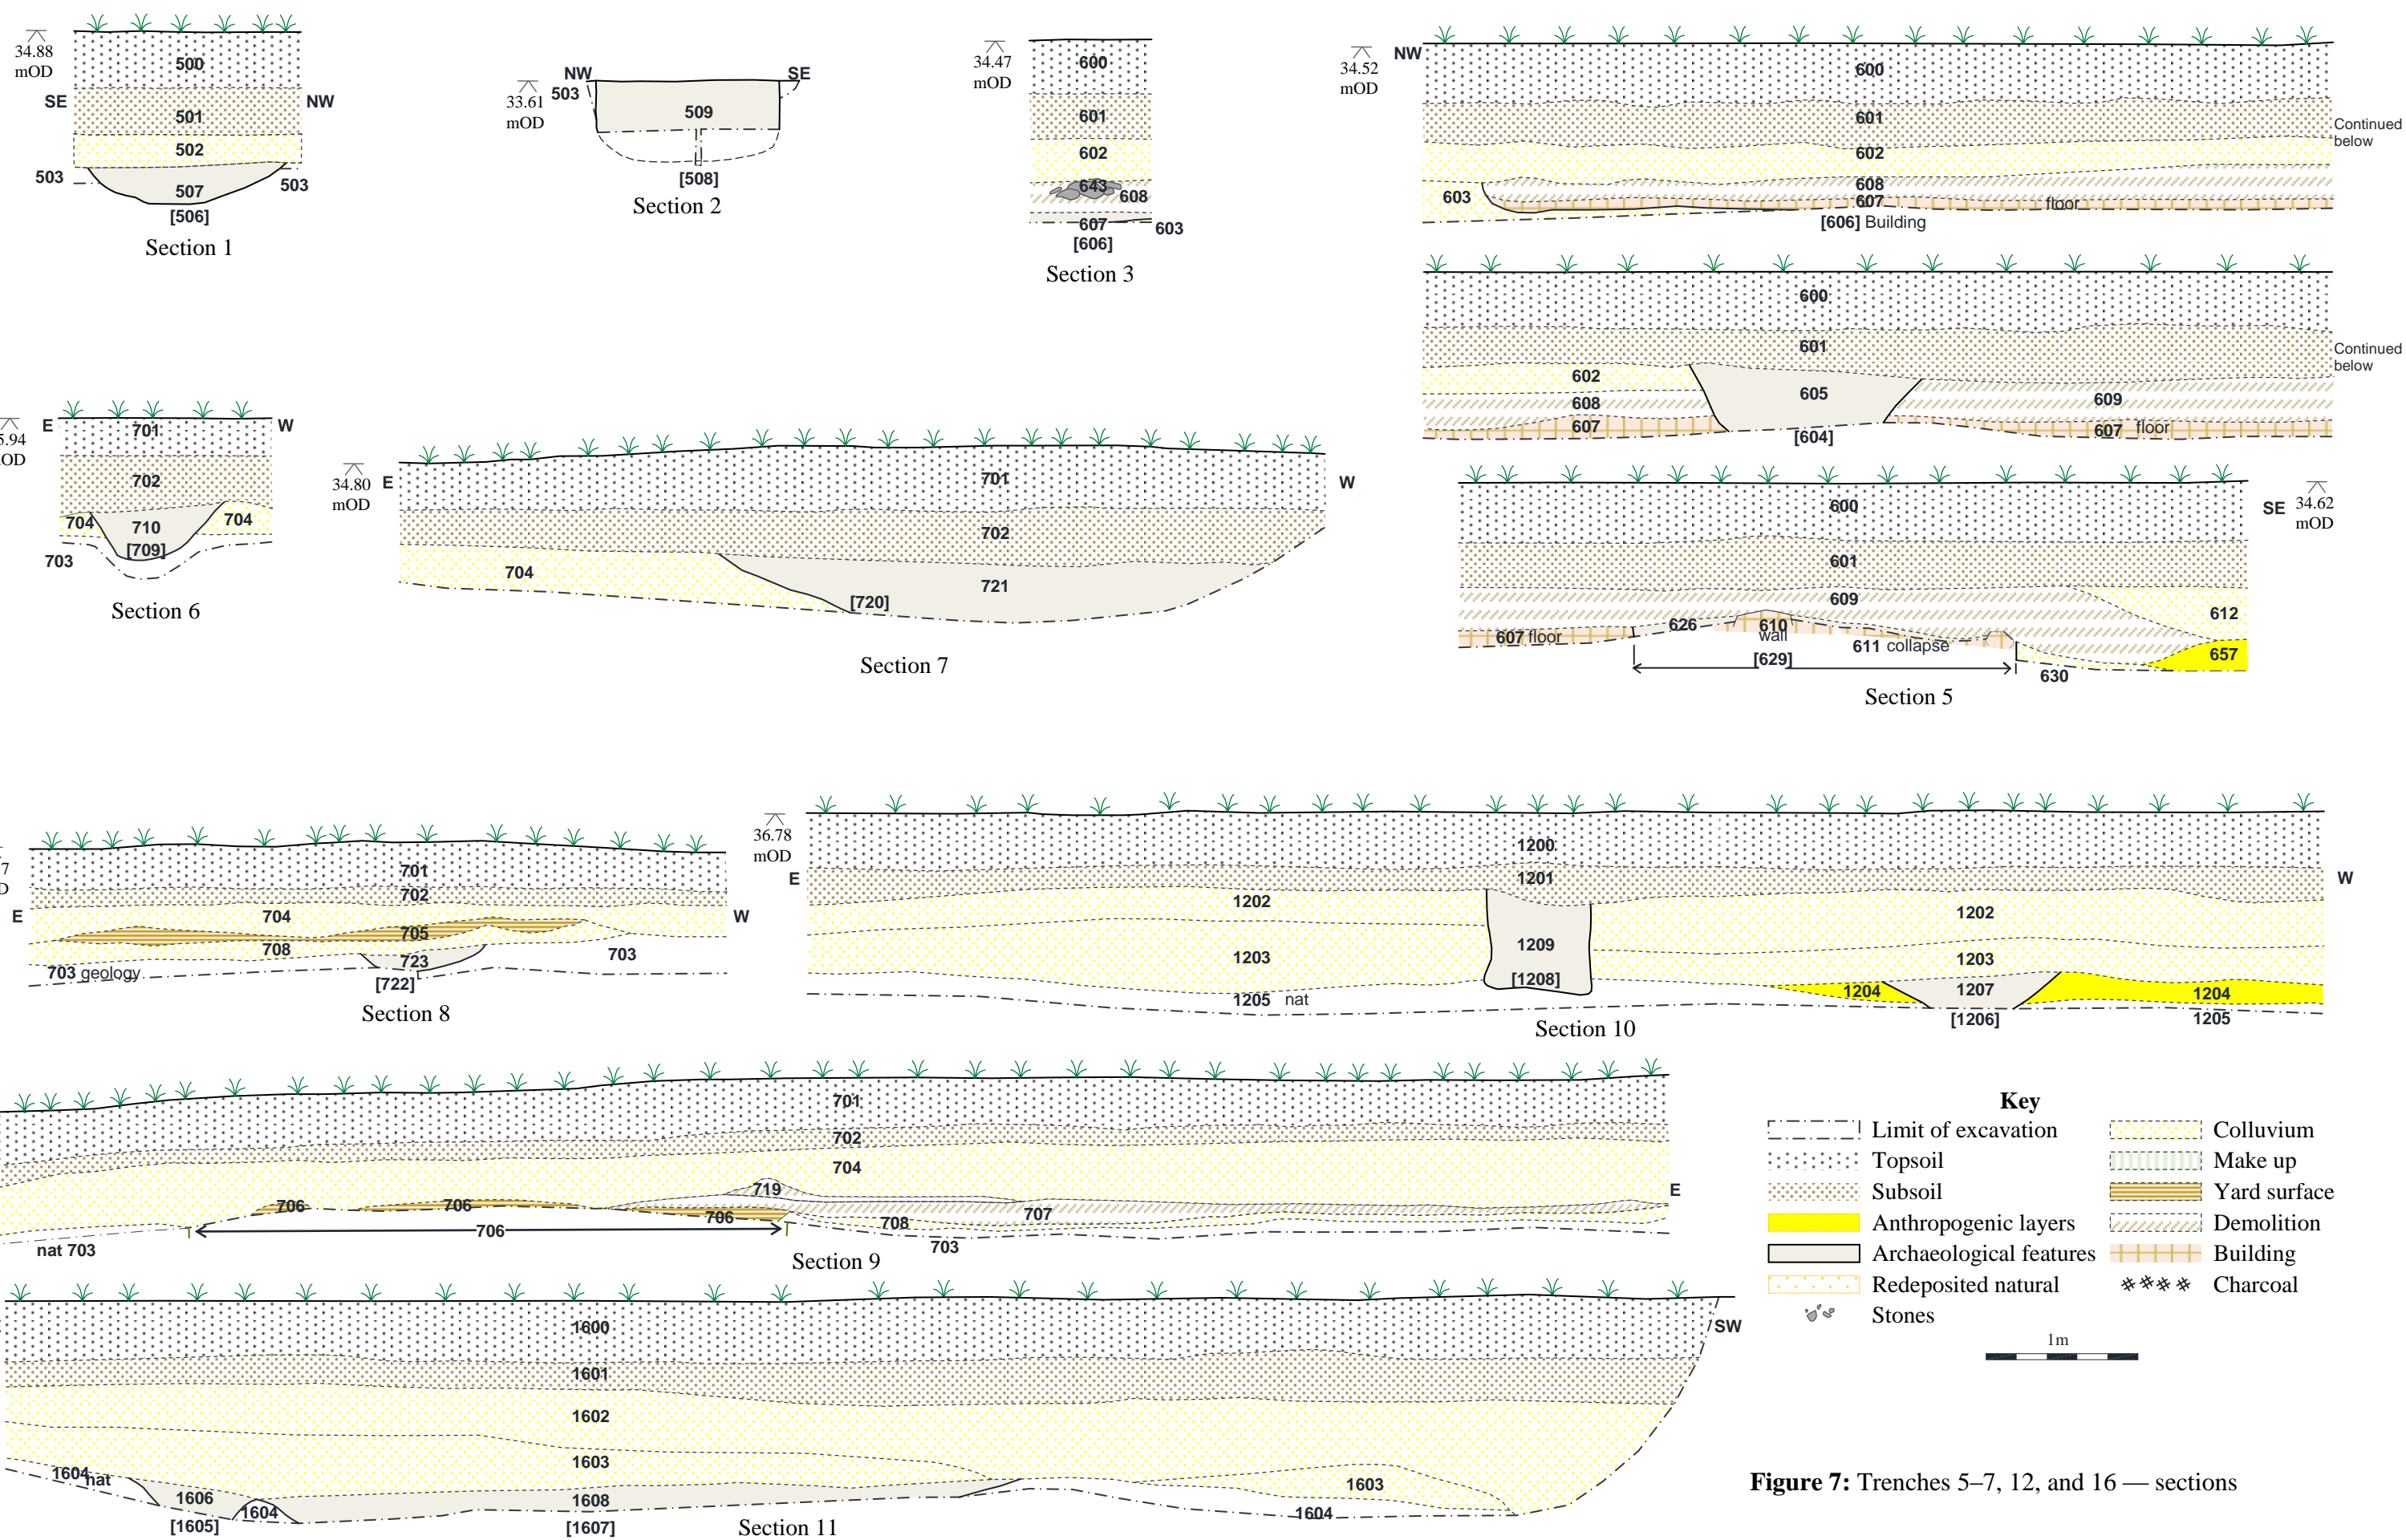 34.88
mOD
500
SE
NW
501
502
503
507
503
[506]
Section 1
33.61
mOD
NW
SE
503
509
[508]
Section 2
34.47
mOD
600
601
602
643
608
607
603
[606]
Section 3
34.52
mOD
NW
600
601
Continued
below
602
608
603
607
floor
[606] Building
600
601
Continued
below
602
605
608
609
607
[604]
607 floor
600
SE
34.62
mOD
601
609
612
607 floor
626
610
wall
611 collapse
[629]
657
630
Section 5
5.94
OD
E
W
701
702
704
710
704
[709]
703
Section 6
34.80
mOD
E
W
701
702
704
721
[720]
Section 7
7
D
E
W
701
702
704
705
708
723
703
703 geology
[722]
Section 8
36.78
mOD
E
W
1200
1201
1202
1202
1209
1203
1203
[1208]
1204
1207
1204
1205 nat
[1206]
1205
Section 10
701
702
704
719
E
706
706
706
707
708
706
nat 703
703
Section 9
1600
SW
1601
1602
1603
1604
nat
1603
1606
1608
1604
1604
[1605]
[1607]
Section 11
Key
Limit of excavation
Colluvium
Topsoil
Make up
Subsoil
Yard surface
Anthropogenic layers
Demolition
Archaeological features
Building
Redeposited natural
Charcoal
Stones
1m
Figure 7: Trenches 5–7, 12, and 16 — sections